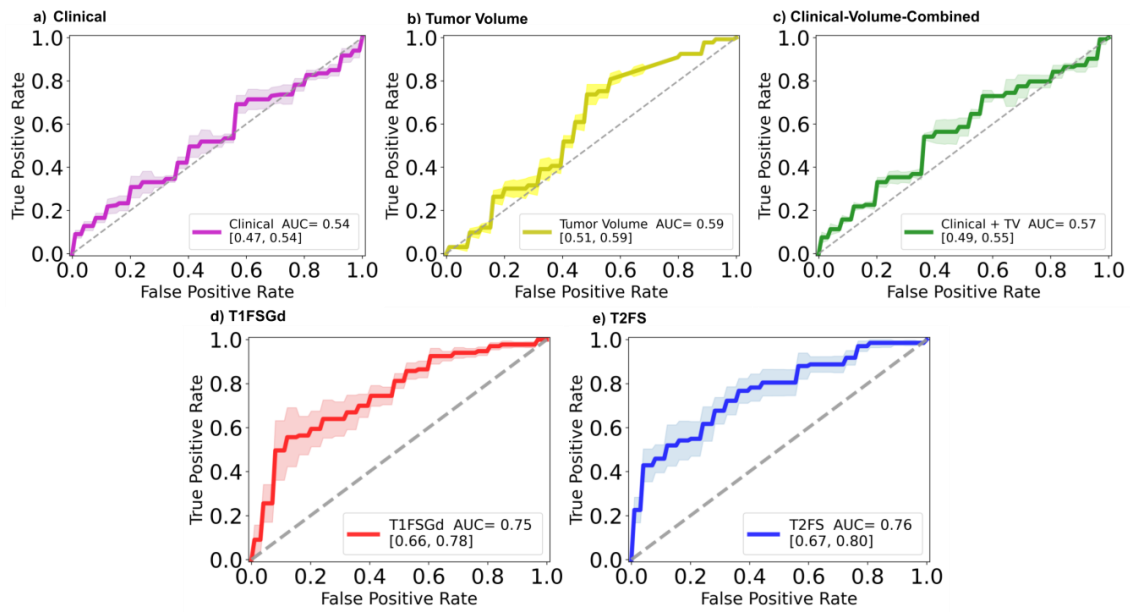 a) Clinical
b) Tumor Volume
c) Clinical-Volume-Combined
1.0
0.8
0.6
0.4
0.2
0.0
True Positive Rate
Clinical AUC= 0.54
[0.47, 0.54]
0.0 0.2 0.4 0.6 0.8 1.0
False Positive Rate
1.0
0.8
0.6
0.4
0.2
0.0
True Positive Rate
Tumor Volume AUC= 0.59
[0.51, 0.59]
0.0 0.2 0.4 0.6 0.8 1.0
False Positive Rate
1.0
0.8
0.6
0.4
0.2
0.0
True Positive Rate
Clinical + TV AUC= 0.57
[0.49, 0.55]
0.0 0.2 0.4 0.6 0.8 1.0
False Positive Rate
d) T1FSGd
1.0
0.8
0.6
0.4
0.2
0.0
True Positive Rate
T1FSGd AUC= 0.75
[0.66, 0.78]
0.0 0.2 0.4 0.6 0.8 1.0
False Positive Rate
e) T2FS
1.0
0.8
0.6
0.4
0.2
0.0
True Positive Rate
T2FS AUC= 0.76
[0.67, 0.80]
0.0 0.2 0.4 0.6 0.8 1.0
False Positive Rate